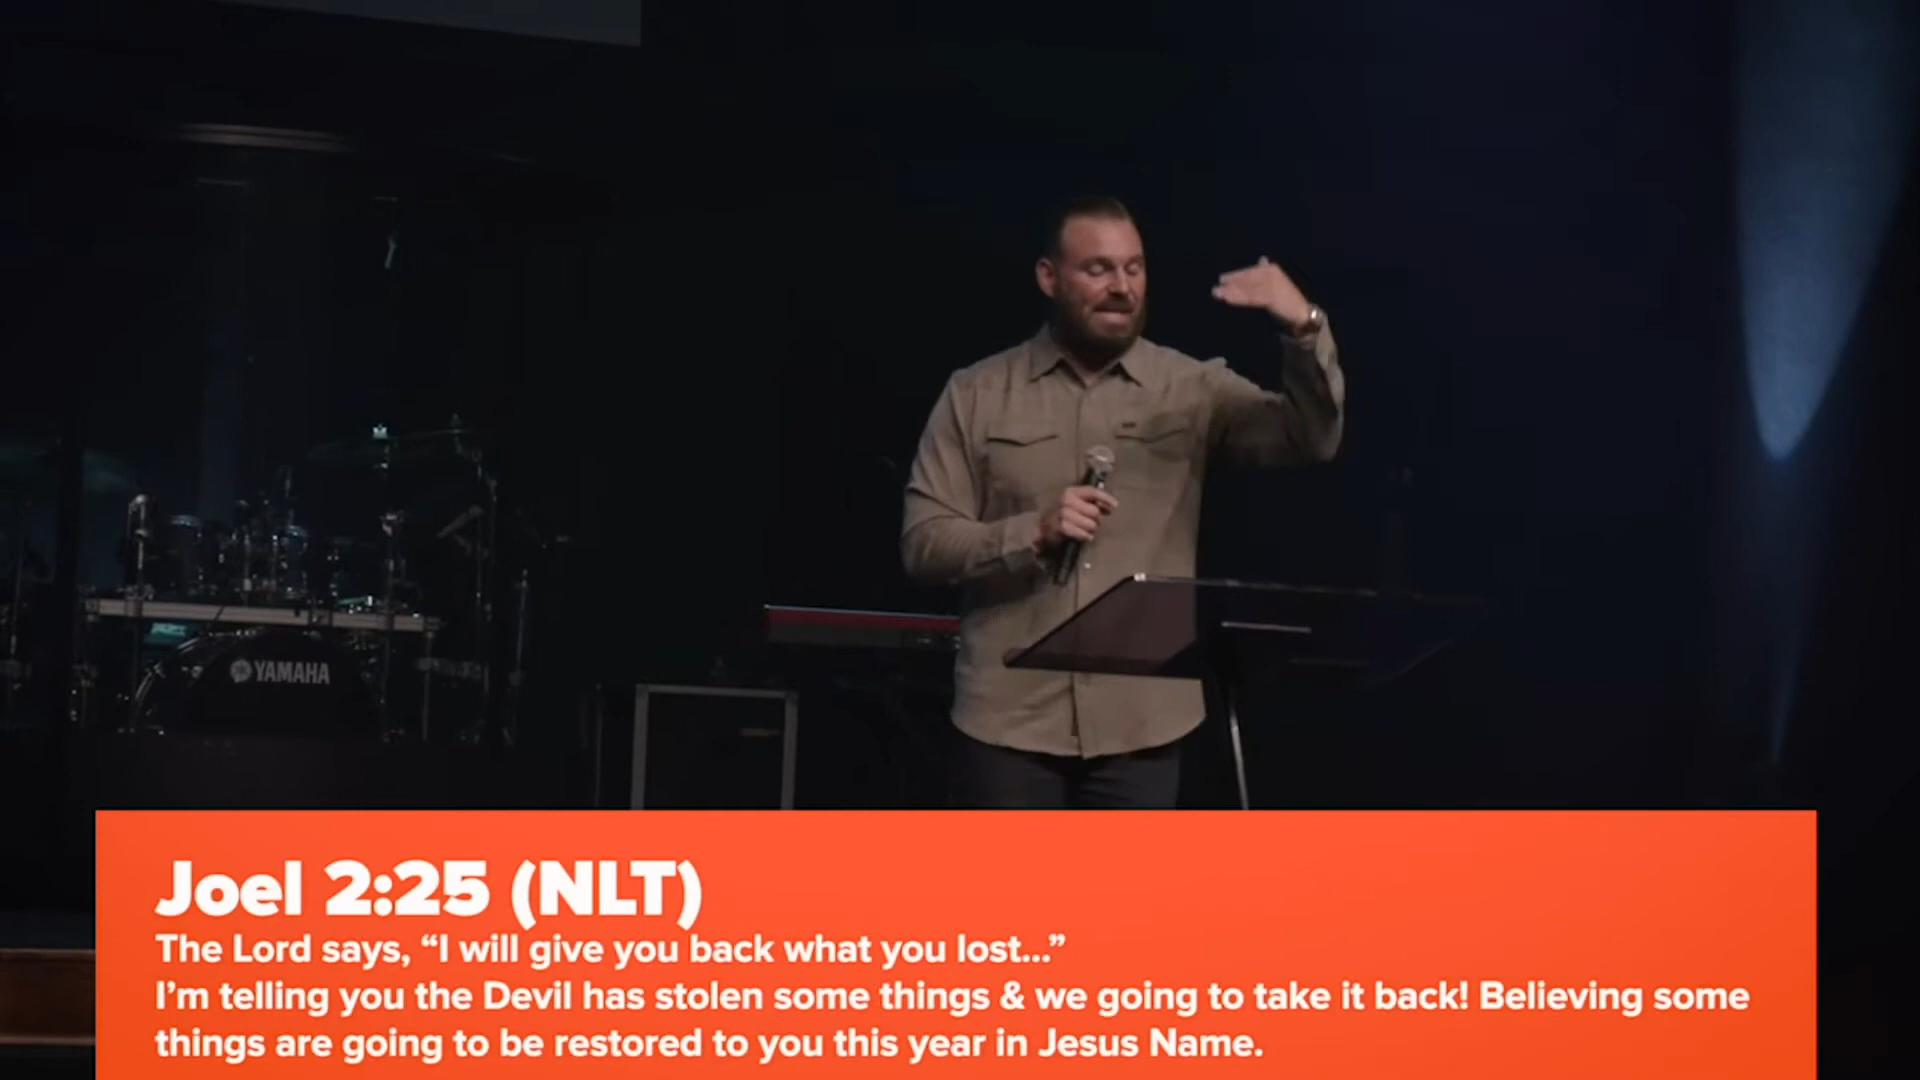 YAMAHA
Joel 2:25 (NLT)
The Lord says, “I will give you back what you lost...”
I’m telling you the Devil has stolen some things & we going to take it back! Believing some
things are going to be restored to you this year in Jesus Name.